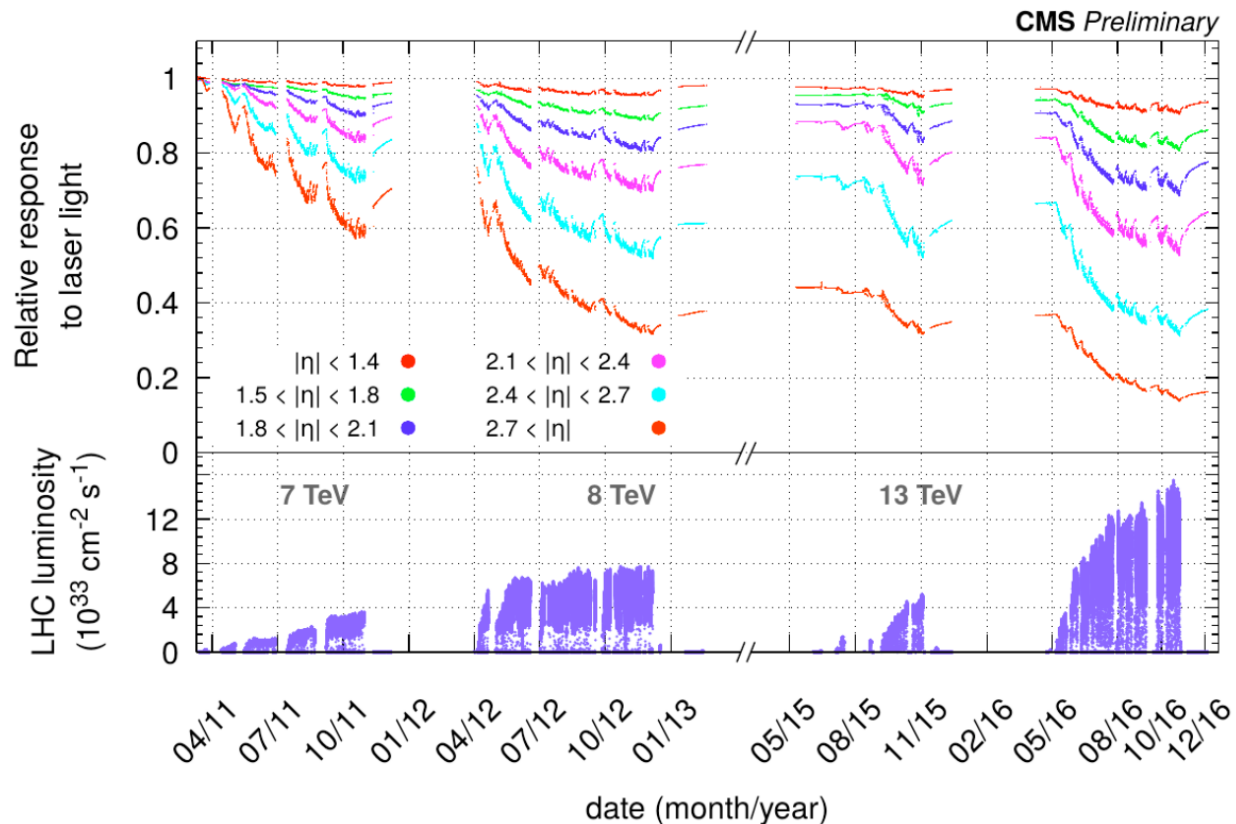 CMS Preliminary
Relative response
to laser light
1
0.8
0.6
0.4
0.2
0
|η| < 1.4
1.5 < |η| < 1.8
1.8 < |η| < 2.1
2.1 < |η| < 2.4
2.4 < |η| < 2.7
2.7 < |η|
LHC luminosity
(10³³ cm⁻² s⁻¹)
7 TeV
8 TeV
13 TeV
12
8
4
0
04/11 07/11 10/11 01/12 04/12 07/12 10/12 01/13 05/15 08/15 11/15 02/16 05/16 08/16 10/16 12/16
date (month/year)